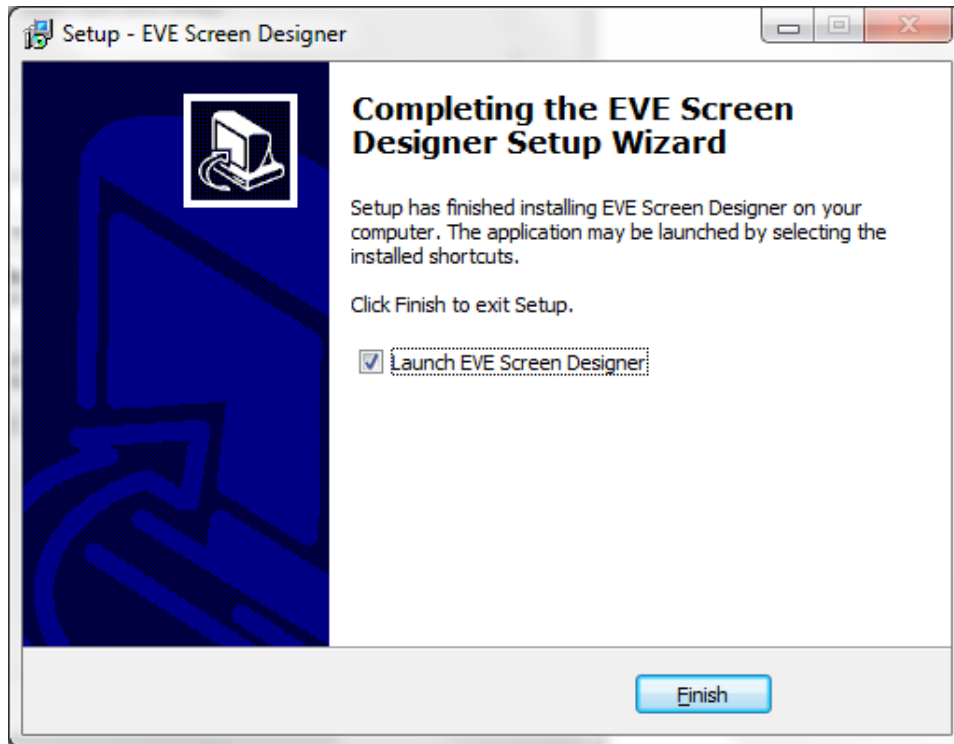 Setup - EVE Screen Designer
Completing the EVE Screen
Designer Setup Wizard
Setup has finished installing EVE Screen Designer on your
computer. The application may be launched by selecting the
installed shortcuts.
Click Finish to exit Setup.
Launch EVE Screen Designer
Finish